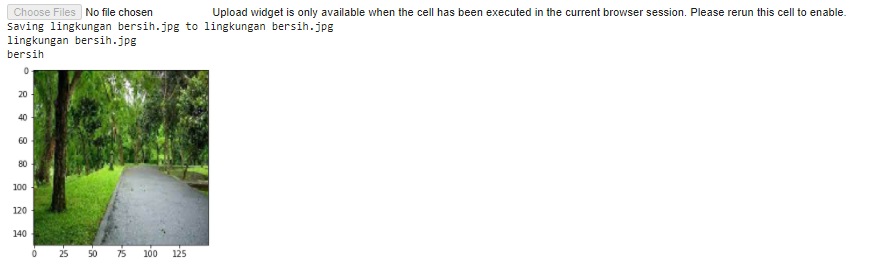 Choose Files No file chosen Upload widget is only available when the cell has been executed in the current browser session. Please rerun this cell to enable.
Saving lingkungan bersih.jpg to lingkungan bersih.jpg
lingkungan bersih.jpg
bersih
0
20
40
60
80
100
120
140
0 25 50 75 100 125